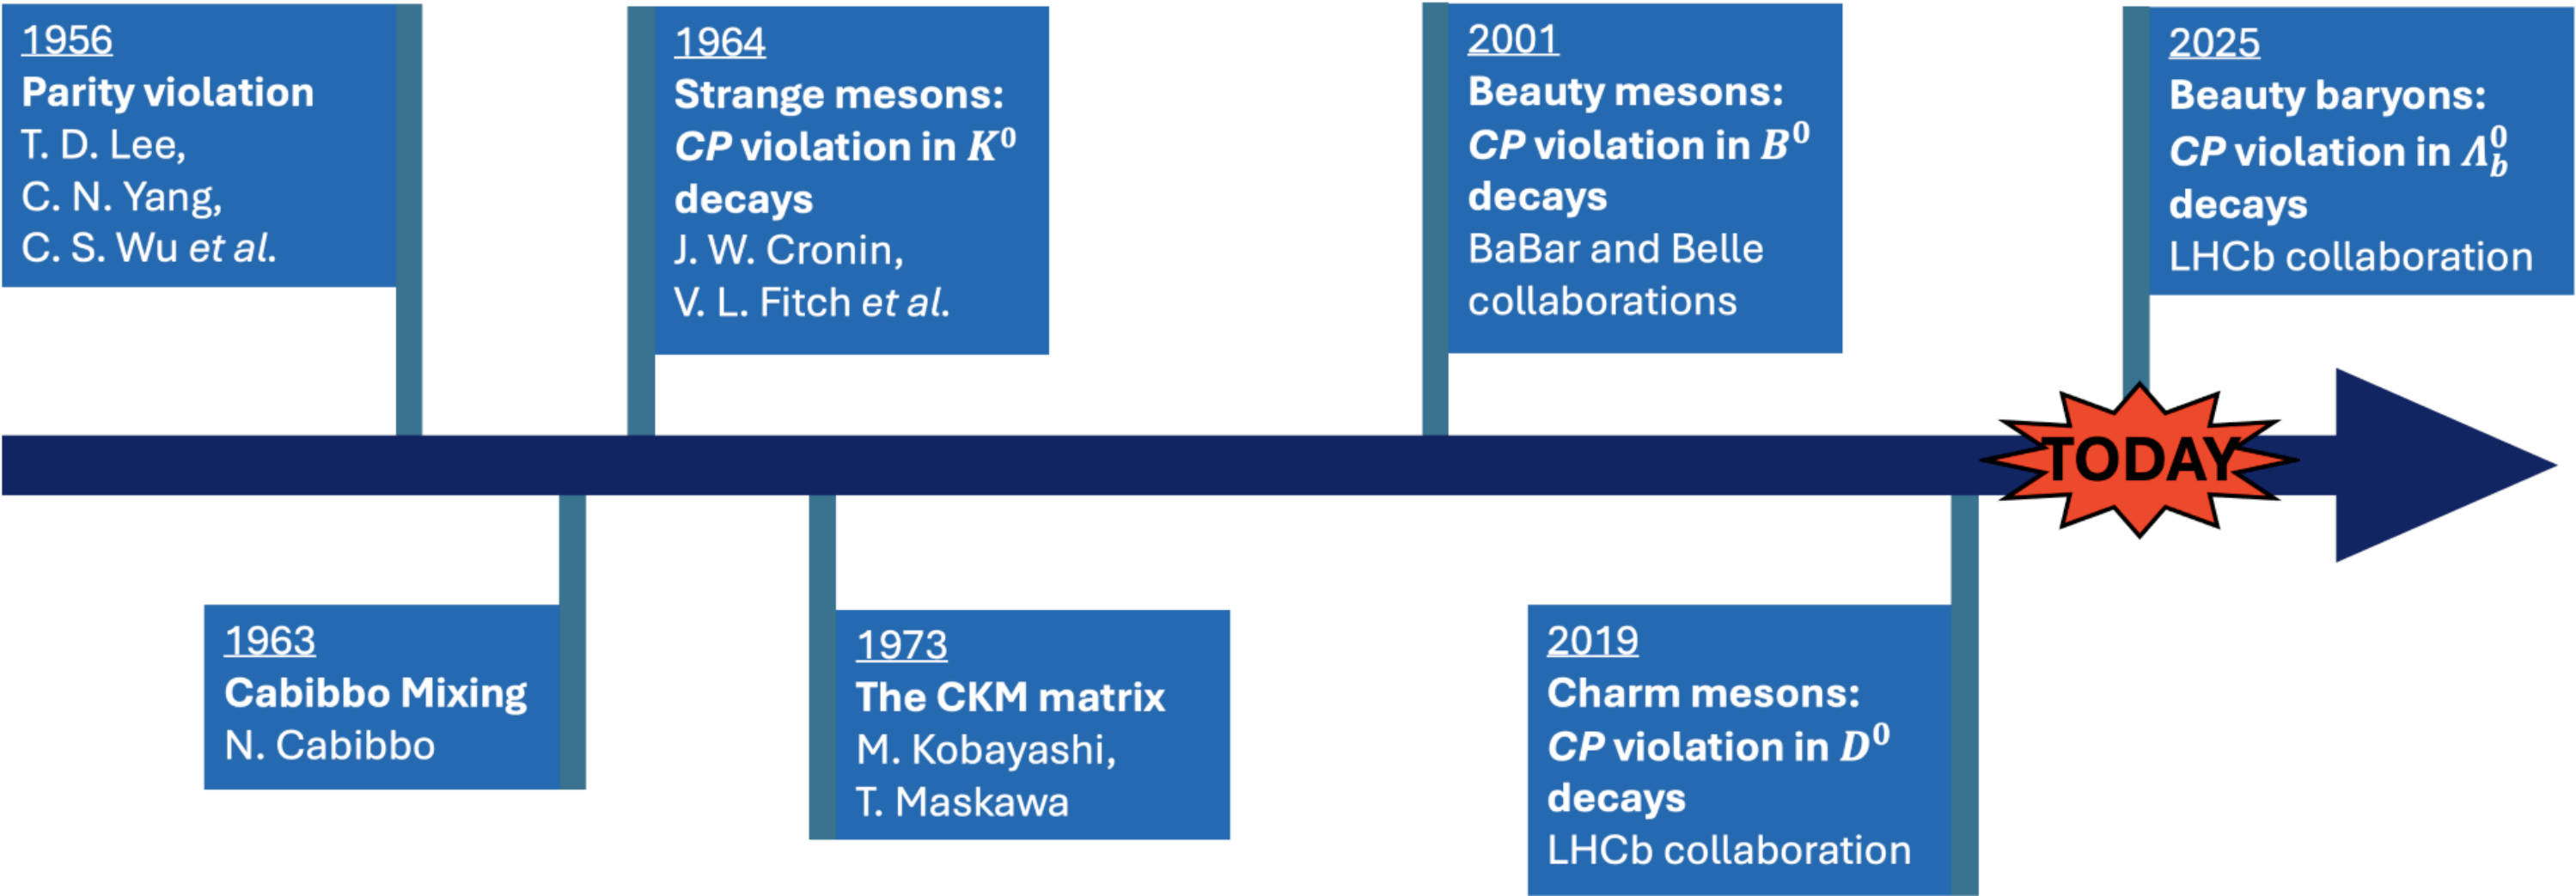 1956
Parity violation
T. D. Lee,
C. N. Yang,
C. S. Wu et al.
1964
Strange mesons:
CP violation in K⁰
decays
J. W. Cronin,
V. L. Fitch et al.
2001
Beauty mesons:
CP violation in B⁰
decays
BaBar and Belle
collaborations
2025
Beauty baryons:
CP violation in Λ_b⁰
decays
LHCb collaboration
TODAY
1963
Cabibbo Mixing
N. Cabibbo
1973
The CKM matrix
M. Kobayashi,
T. Maskawa
2019
Charm mesons:
CP violation in D⁰
decays
LHCb collaboration